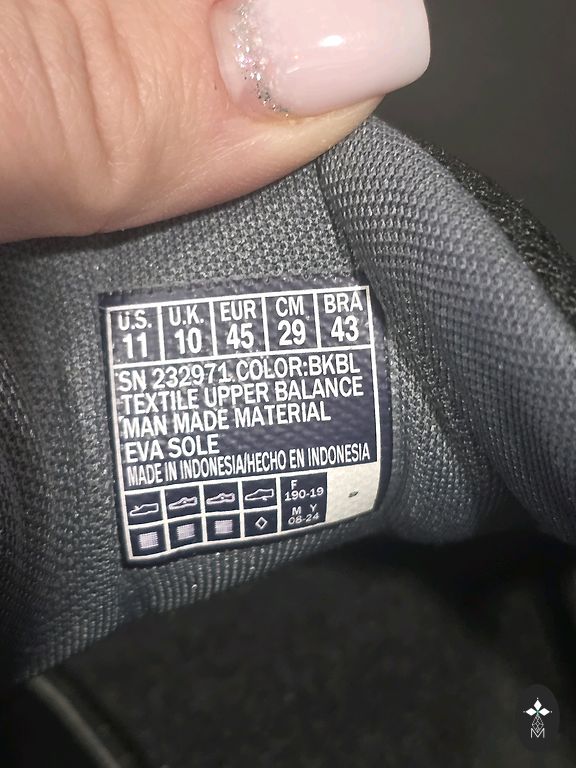 U.S. U.K. EUR CM BRA
11 10 45 29 43
SN 232971 COLOR:BKBL
TEXTILE UPPER BALANCE
MAN MADE MATERIAL
EVA SOLE
MADE IN INDONESIA/HECHO EN INDONESIA
F
190-19
M Y
08-24
M